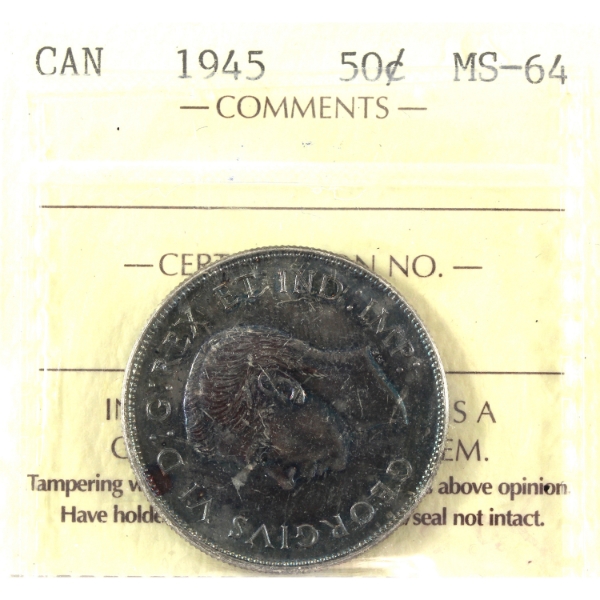 CAN 1945 50¢ MS-64
— COMMENTS —
— CER N NO. —
GEORGIVS VI D:G:REX ET IND:IMP:
IN S A
EM.
Tampering above opinion
Have holde /seal not intact.